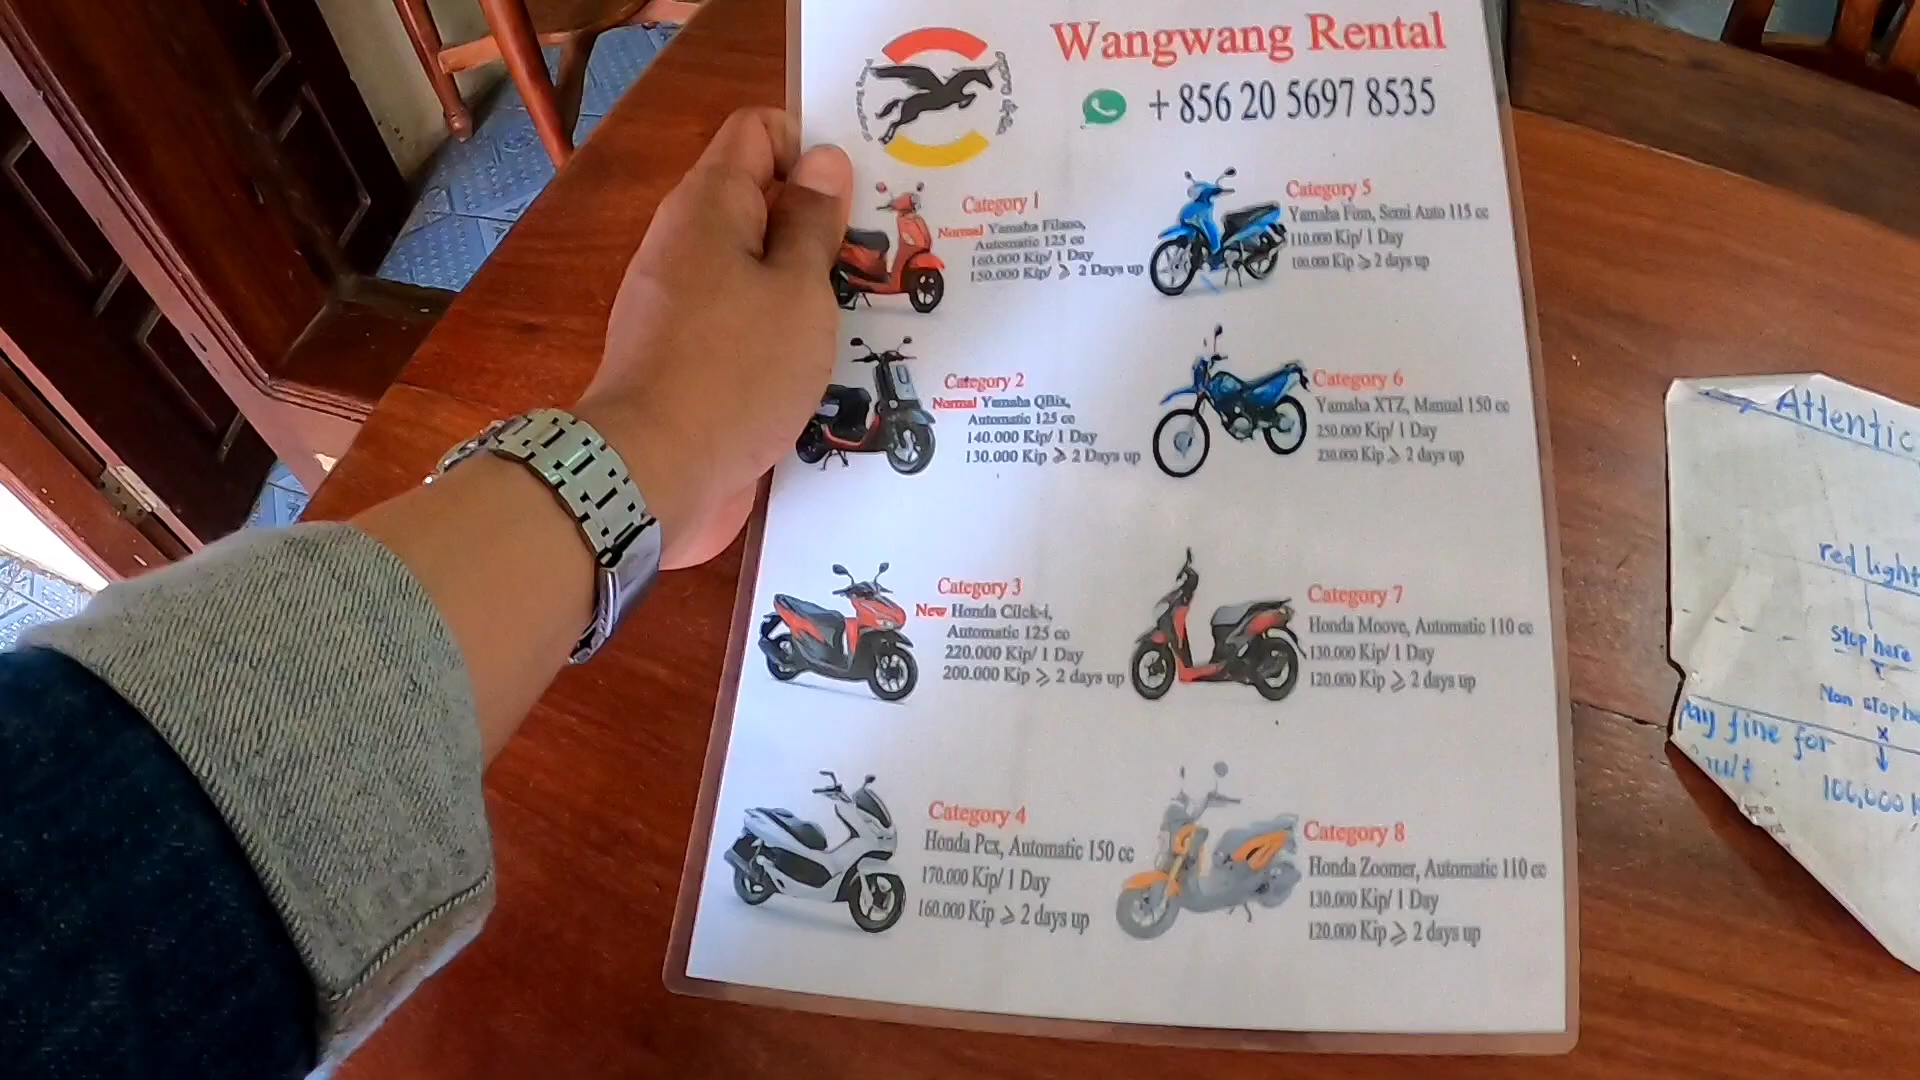 Wangwang Rental
+ 856 20 5697 8535
Category 1
Normal Yamaha Filano,
Automatic 125 cc
160.000 Kip/ 1 Day
150.000 Kip/ ⩾ 2 Days up
Category 2
Normal Yamaha QBix,
Automatic 125 cc
140.000 Kip/ 1 Day
130.000 Kip ⩾ 2 Days up
Category 3
New Honda Click-i,
Automatic 125 cc
220.000 Kip/ 1 Day
200.000 Kip ⩾ 2 days up
Category 4
Honda Pcx, Automatic 150 cc
170.000 Kip/ 1 Day
160.000 Kip ⩾ 2 days up
Category 5
Yamaha Finn, Semi Auto 115 cc
110.000 Kip/ 1 Day
100.000 Kip ⩾ 2 days up
Category 6
Yamaha XTZ, Manual 150 cc
250.000 Kip/ 1 Day
230.000 Kip ⩾ 2 days up
Category 7
Honda Moove, Automatic 110 cc
130.000 Kip/ 1 Day
120.000 Kip ⩾ 2 days up
Category 8
Honda Zoomer, Automatic 110 cc
130.000 Kip/ 1 Day
120.000 Kip ⩾ 2 days up
Attentic
red light
stop here
Non stop he
pay fine for
100,000 K